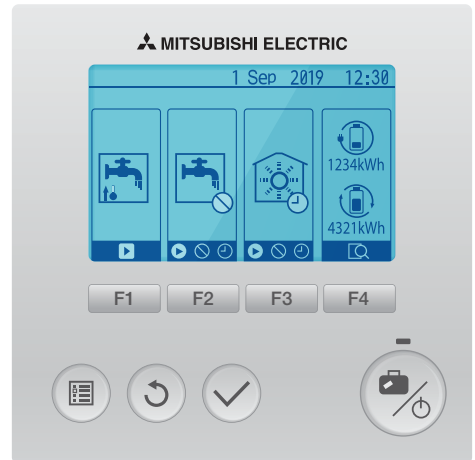 MITSUBISHI ELECTRIC
1 Sep 2019 12:30
1234kWh
4321kWh
F1 F2 F3 F4